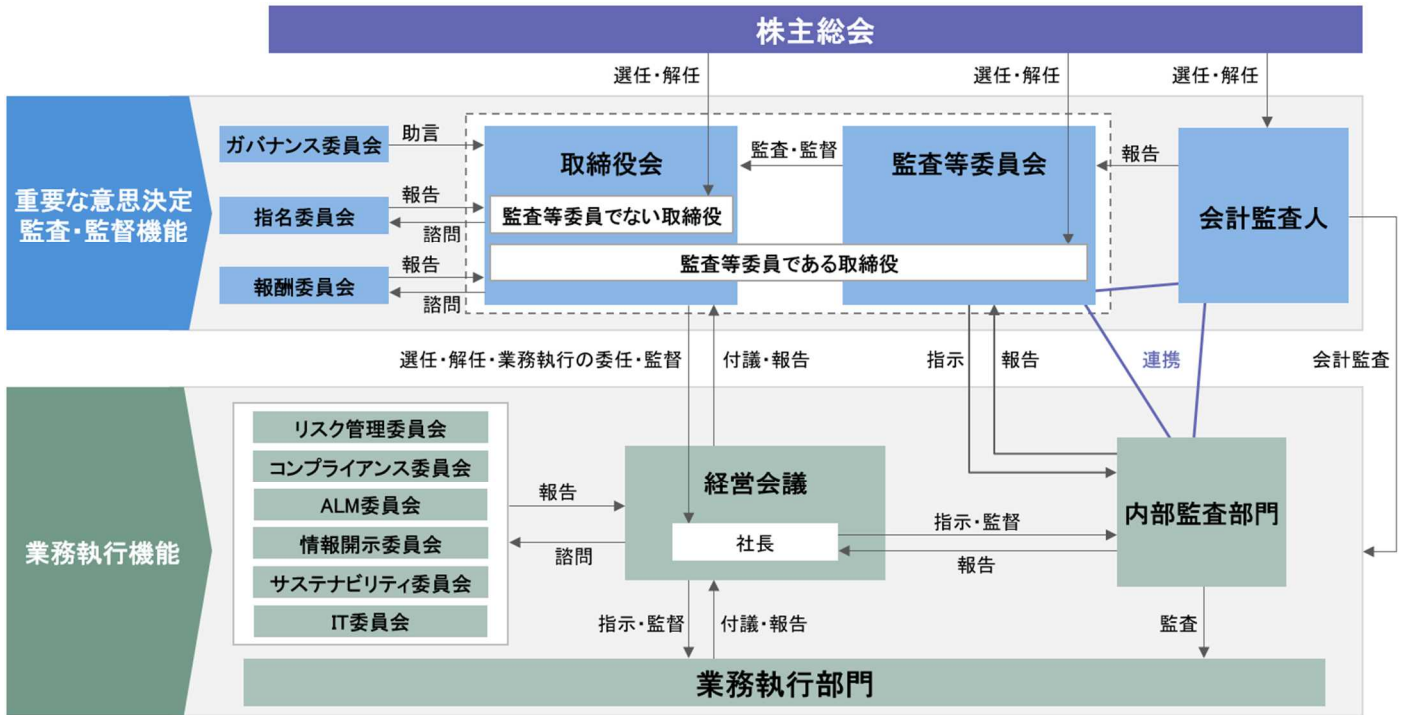 株主総会
選任・解任
選任・解任
選任・解任
重要な意思決定
監査・監督機能
ガバナンス委員会
助言
指名委員会
報告
諮問
報酬委員会
報告
諮問
取締役会
監査等委員でない取締役
監査・監督
監査等委員会
監査等委員である取締役
報告
会計監査人
選任・解任・業務執行の委任・監督
付議・報告
指示
報告
連携
会計監査
業務執行機能
リスク管理委員会
コンプライアンス委員会
ALM委員会
情報開示委員会
サステナビリティ委員会
IT委員会
報告
諮問
経営会議
社長
指示・監督
報告
内部監査部門
指示・監督
付議・報告
監査
業務執行部門